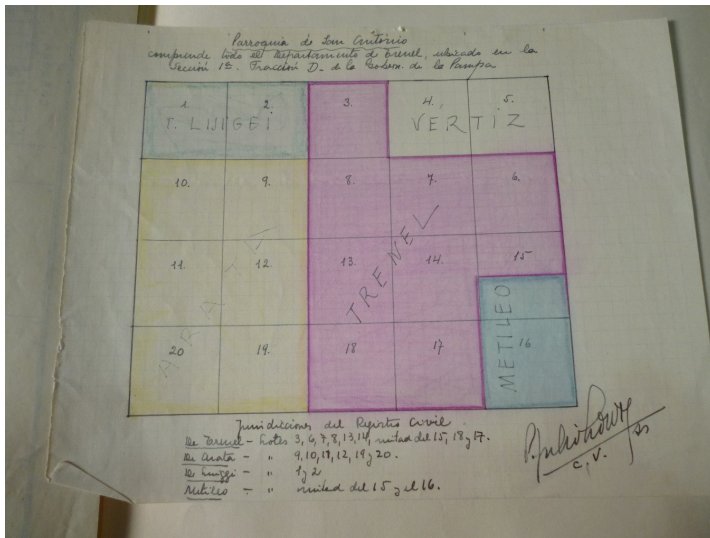 Parroquia de San António
comprende todo el Departamento de Trenel, ubicado en la
Sección 1ª. Fracción D- de la Gobern. de la Pampa
1. 2. 3. 4. 5.
T. LUIGEI VERTIZ
10. 9. 8. 7. 6.
11. 12. 13. 14. 15
ARATA
TRENEL
20 19. 18 17 16
METILEO
Jurisdicciones del Registro Civil.
De Trenel - Lotes 3, 6, 7, 8, 13, 14, mitad del 15, 18 y 17.
De Arata - " 9, 10, 11, 12, 19 y 20.
De Luiggi - " 1 y 2
Metileo - " mitad del 15 y el 16.
C. V.